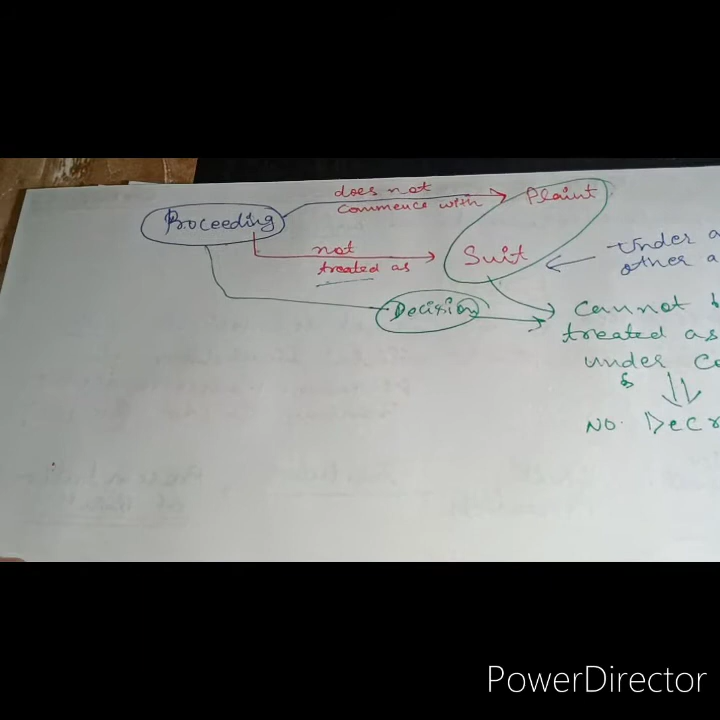 does not
commence with
Plaint
Proceeding
not
treated as
Suit
Under a
other a
Decision
cannot b
treated as
under Co
No. Decr
PowerDirector